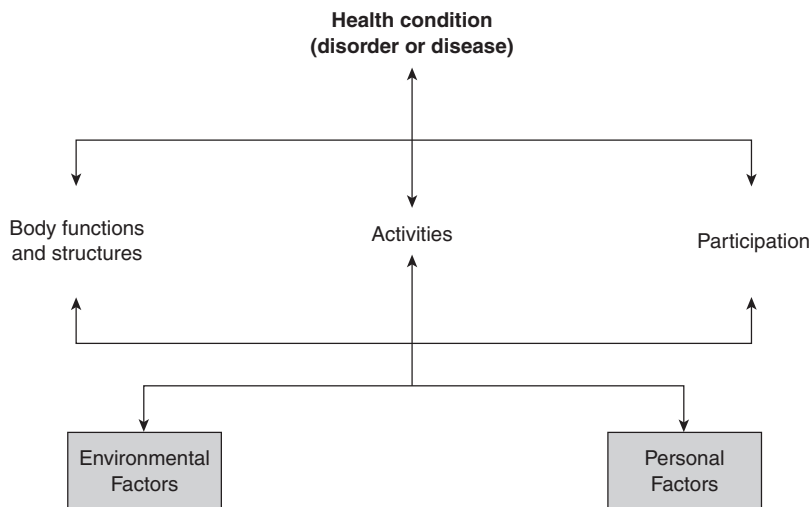 Health condition
(disorder or disease)
Body functions
and structures
Activities
Participation
Environmental
Factors
Personal
Factors